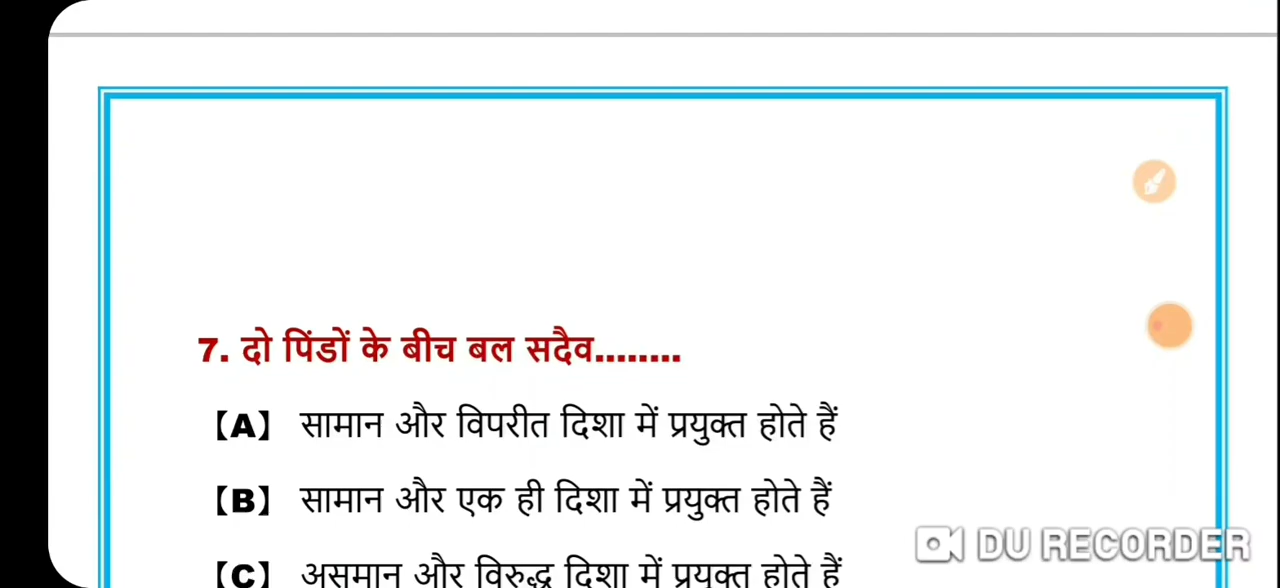 7. दो पिंडों के बीच बल सदैव........
【A】 सामान और विपरीत दिशा में प्रयुक्त होते हैं
【B】 सामान और एक ही दिशा में प्रयुक्त होते हैं
【C】 असमान और विरुद्ध दिशा में प्रयुक्त होते हैं
DU RECORDER